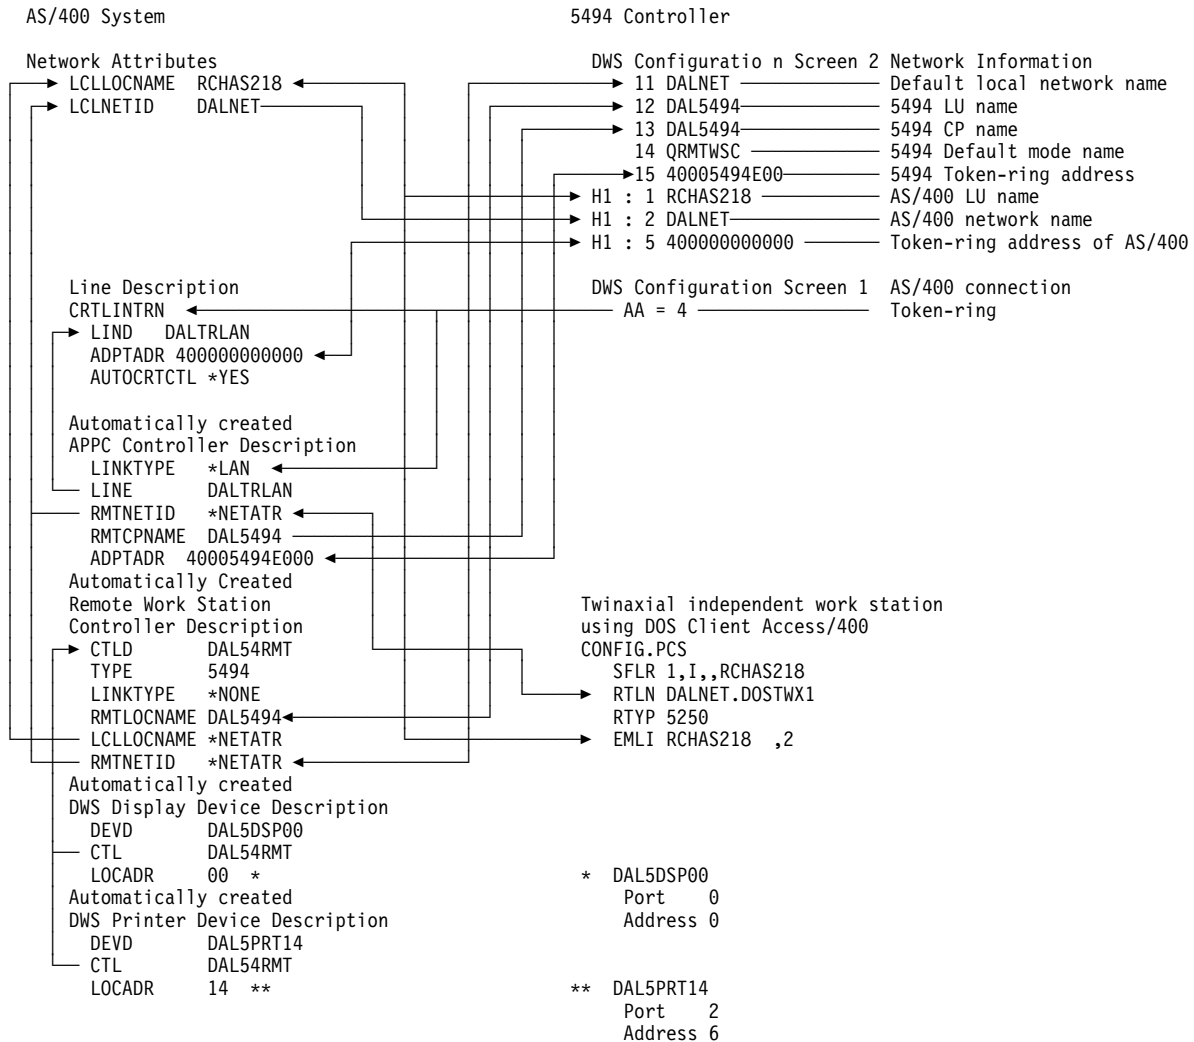 AS/400 System 5494 Controller
Network Attributes DWS Configuratio n Screen 2 Network Information
LCLLOCNAME RCHAS218 11 DALNET Default local network name
LCLNETID DALNET 12 DAL5494 5494 LU name
13 DAL5494 5494 CP name
14 QRMTWSC 5494 Default mode name
15 40005494E00 5494 Token-ring address
H1 : 1 RCHAS218 AS/400 LU name
H1 : 2 DALNET AS/400 network name
H1 : 5 400000000000 Token-ring address of AS/400
Line Description DWS Configuration Screen 1 AS/400 connection
CRTLINTRN AA = 4 Token-ring
LIND DALTRLAN
ADPTADR 400000000000
AUTOCRTCTL *YES
Automatically created
APPC Controller Description
LINKTYPE *LAN
LINE DALTRLAN
RMTNETID *NETATR
RMTCPNAME DAL5494
ADPTADR 40005494E000
Automatically Created
Remote Work Station Twinaxial independent work station
Controller Description using DOS Client Access/400
CTLD DAL54RMT CONFIG.PCS
TYPE 5494 SFLR 1,I,,RCHAS218
LINKTYPE *NONE RTLN DALNET.DOSTWX1
RMTLOCNAME DAL5494 RTYP 5250
LCLLOCNAME *NETATR EMLI RCHAS218 ,2
RMTNETID *NETATR
Automatically created
DWS Display Device Description
DEVD DAL5DSP00
CTL DAL54RMT
LOCADR 00 * * DAL5DSP00
Automatically created Port 0
DWS Printer Device Description Address 0
DEVD DAL5PRT14
CTL DAL54RMT
LOCADR 14 ** ** DAL5PRT14
Port 2
Address 6